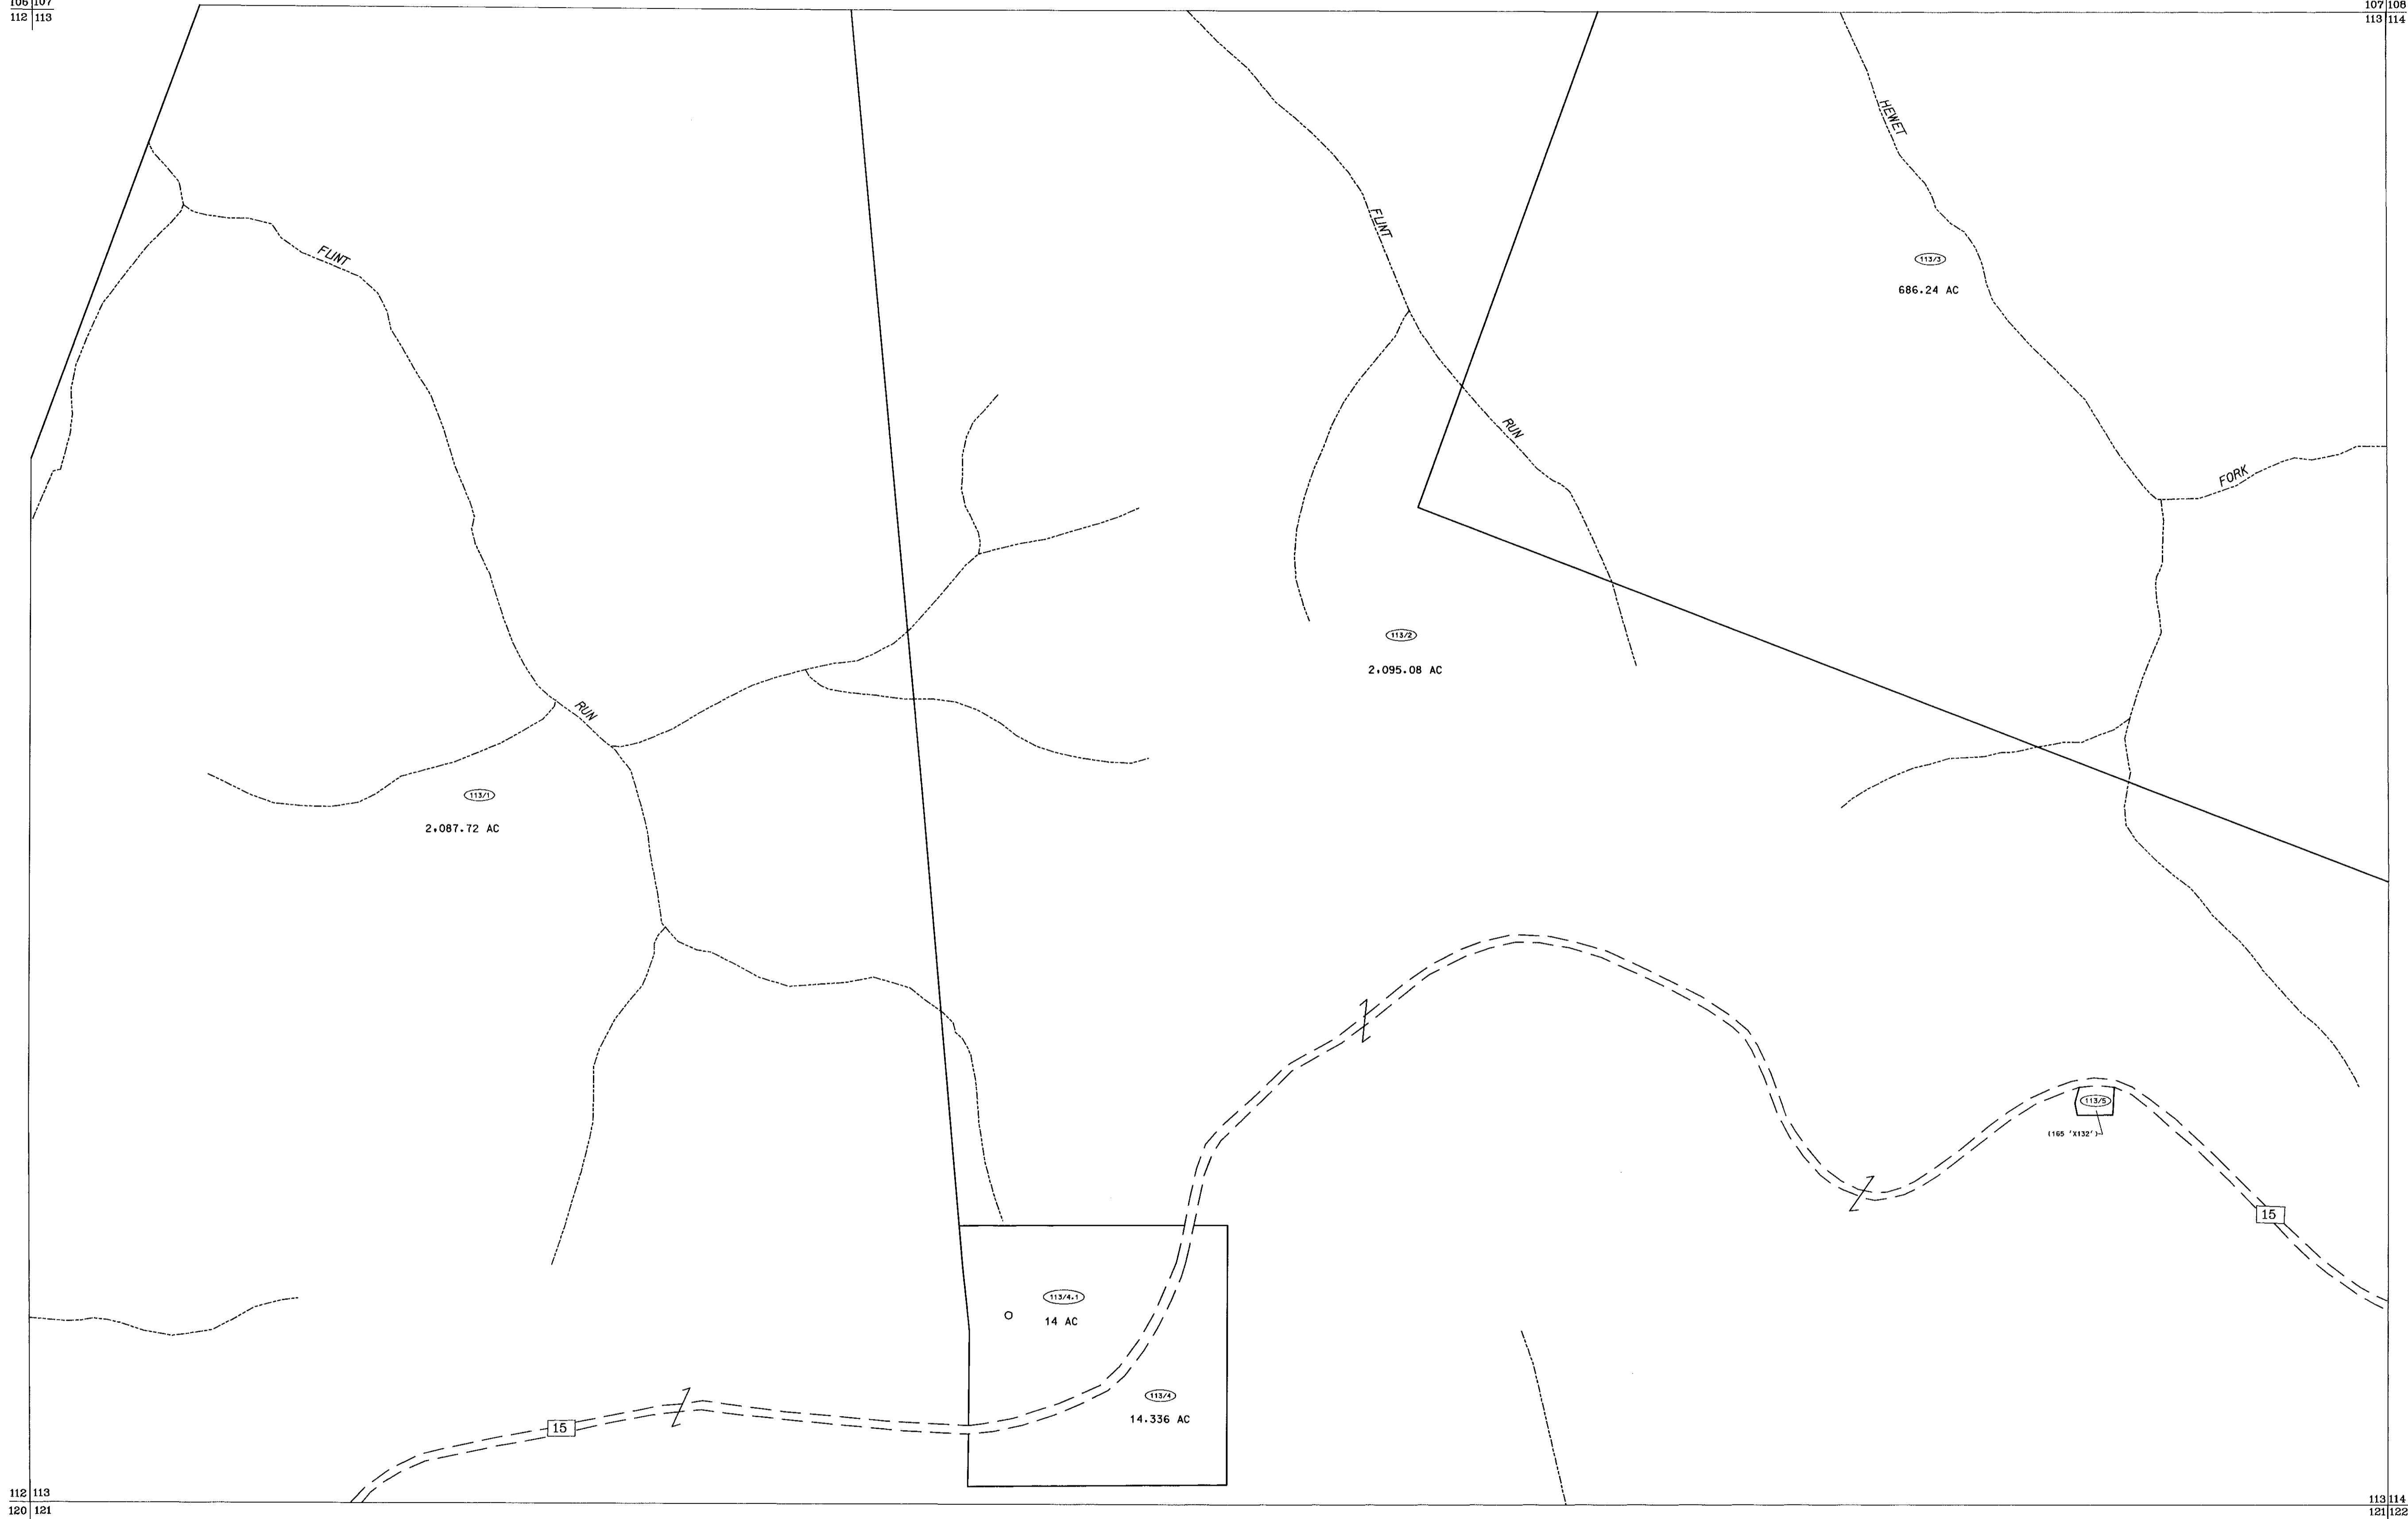 106 107
107 108
112 113
113 114
HEWET
FLINT
FLINT
113/3
686.24 AC
RUN
FORK
113/2
2,095.08 AC
RUN
113/1
2,087.72 AC
113/5
(165 'X132')
15
113/4.1
14 AC
113/4
14.336 AC
15
112 113
113 114
120 121
121 122